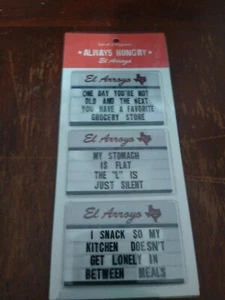 ALWAYS HUNGRY
El Arroyo
El Arroyo
ONE DAY YOU'RE NOT
OLD AND THE NEXT
YOU HAVE A FAVORITE
GROCERY STORE
El Arroyo
MY STOMACH
IS FLAT
THE "L" IS
JUST SILENT
El Arroyo
I SNACK SO MY
KITCHEN DOESN'T
GET LONELY IN
BETWEEN MEALS